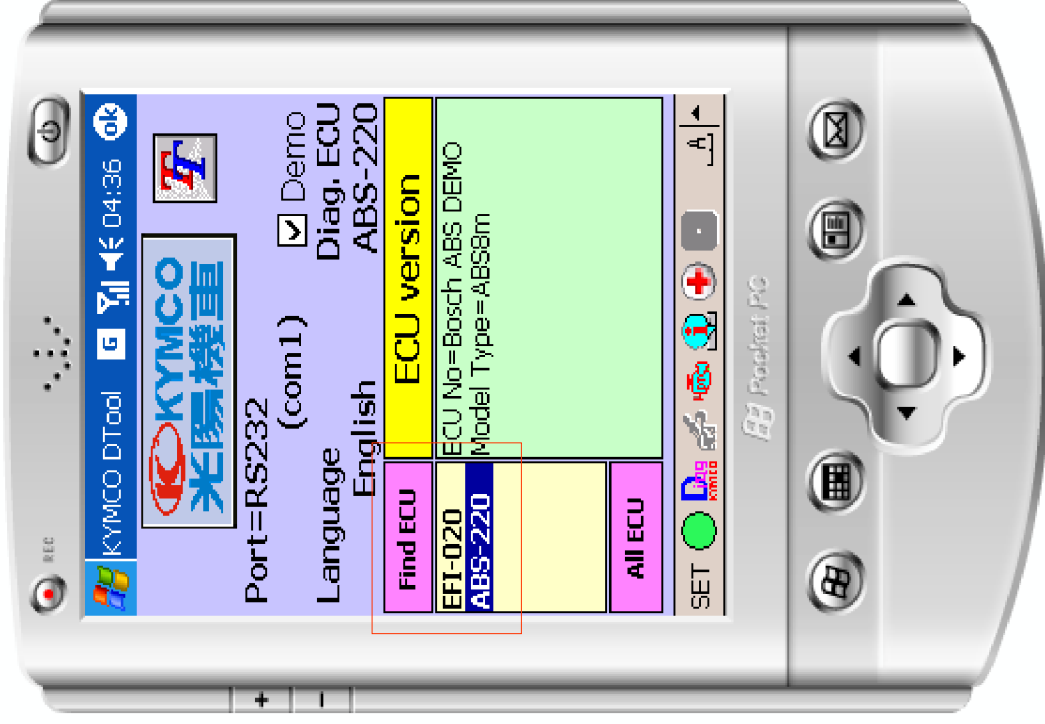 REC
KYMCO DTool G 04:36 ok
KYMCO
光陽機車
Port=RS232
(com1)
Demo
Language
English
Diag. ECU
ABS-220
Find ECU
ECU version
EFI-020
ABS-220
ECU No=Bosch ABS DEMO
Model Type=ABS8m
All ECU
SET
jpg
KYMCO
A
Pocket PC
+
-